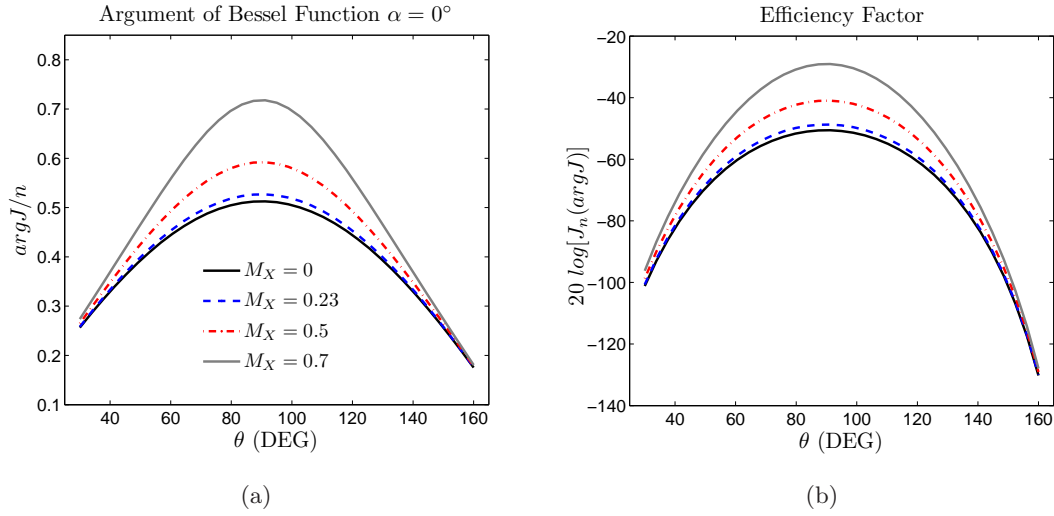 Argument of Bessel Function α = 0°
0.8
0.7
0.6
0.5
0.4
0.3
0.2
0.1
argJ/n
M_X = 0
M_X = 0.23
M_X = 0.5
M_X = 0.7
40 60 80 100 120 140 160
θ (DEG)
(a)
Efficiency Factor
−20
−40
−60
−80
−100
−120
−140
20 log[J_n(argJ)]
40 60 80 100 120 140 160
θ (DEG)
(b)